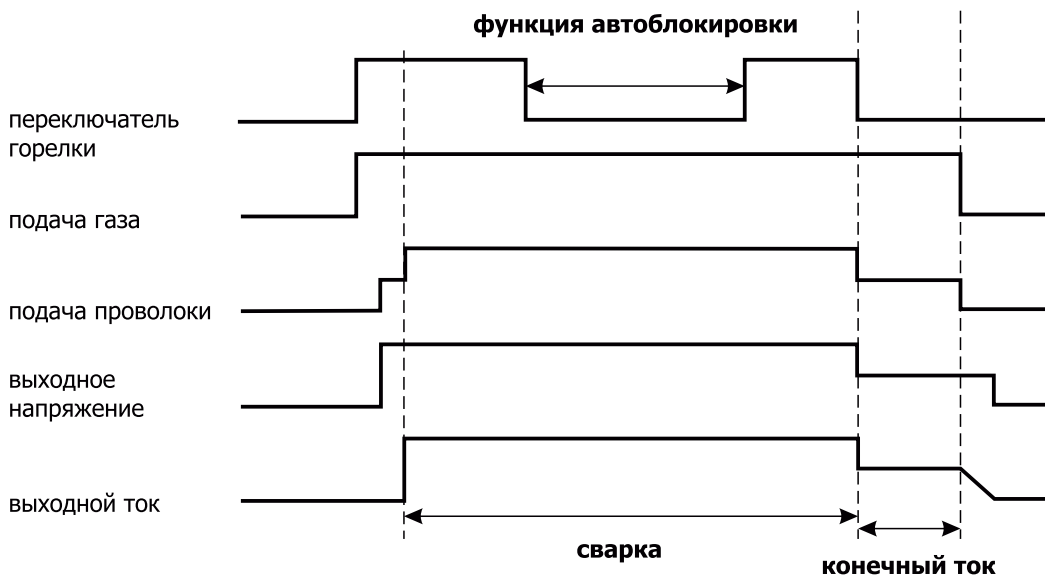 функция автоблокировки
переключатель
горелки
подача газа
подача проволоки
выходное
напряжение
выходной ток
сварка
конечный ток